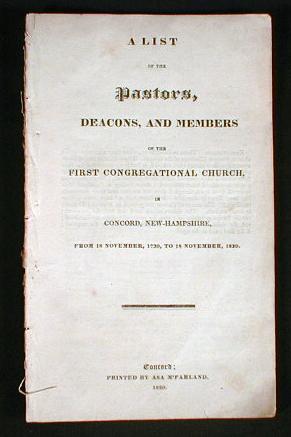 A LIST
OF THE
Pastors,
DEACONS, AND MEMBERS
OF THE
FIRST CONGREGATIONAL CHURCH,
IN
CONCORD, NEW-HAMPSHIRE,
FROM 18 NOVEMBER, 1730, TO 18 NOVEMBER, 1830.
Concord:
PRINTED BY ASA M'FARLAND.
1830.